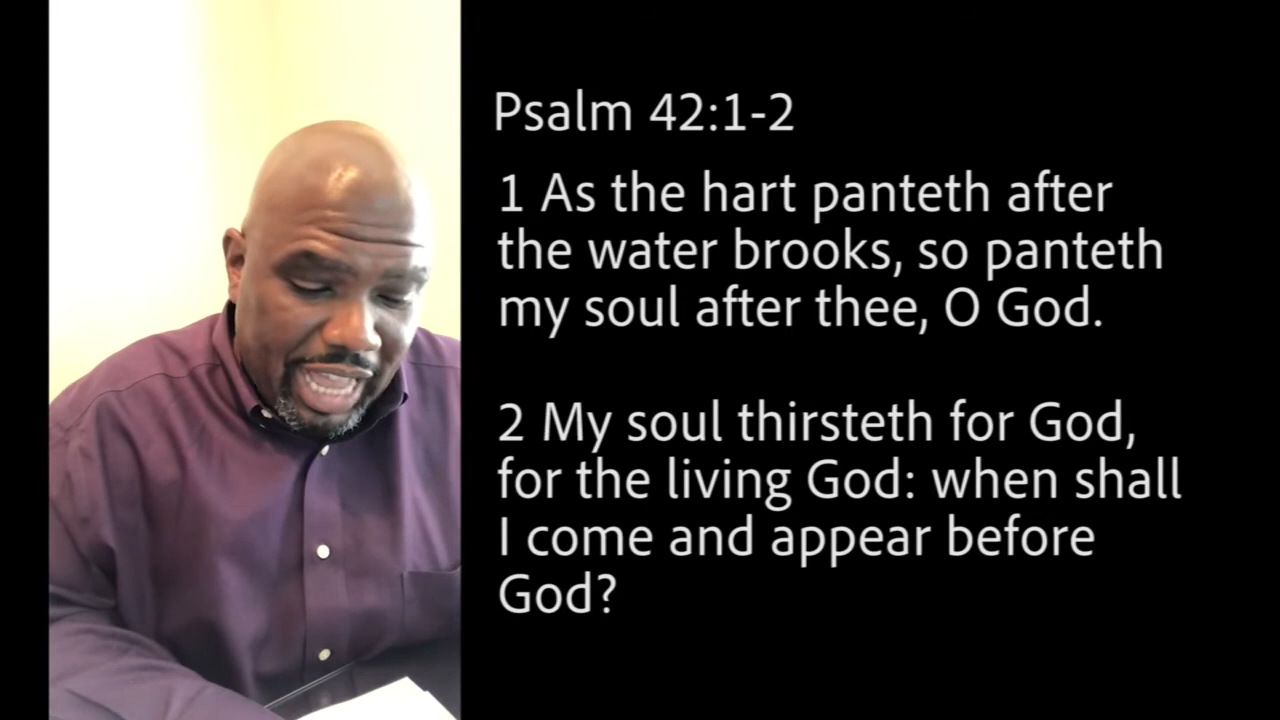 Psalm 42:1-2
1 As the hart panteth after
the water brooks, so panteth
my soul after thee, O God.
2 My soul thirsteth for God,
for the living God: when shall
I come and appear before
God?